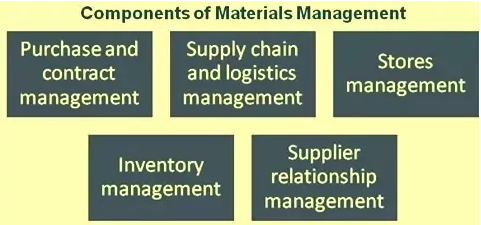 Components of Materials Management
Purchase and
contract
management
Supply chain
and logistics
management
Stores
management
Inventory
management
Supplier
relationship
management